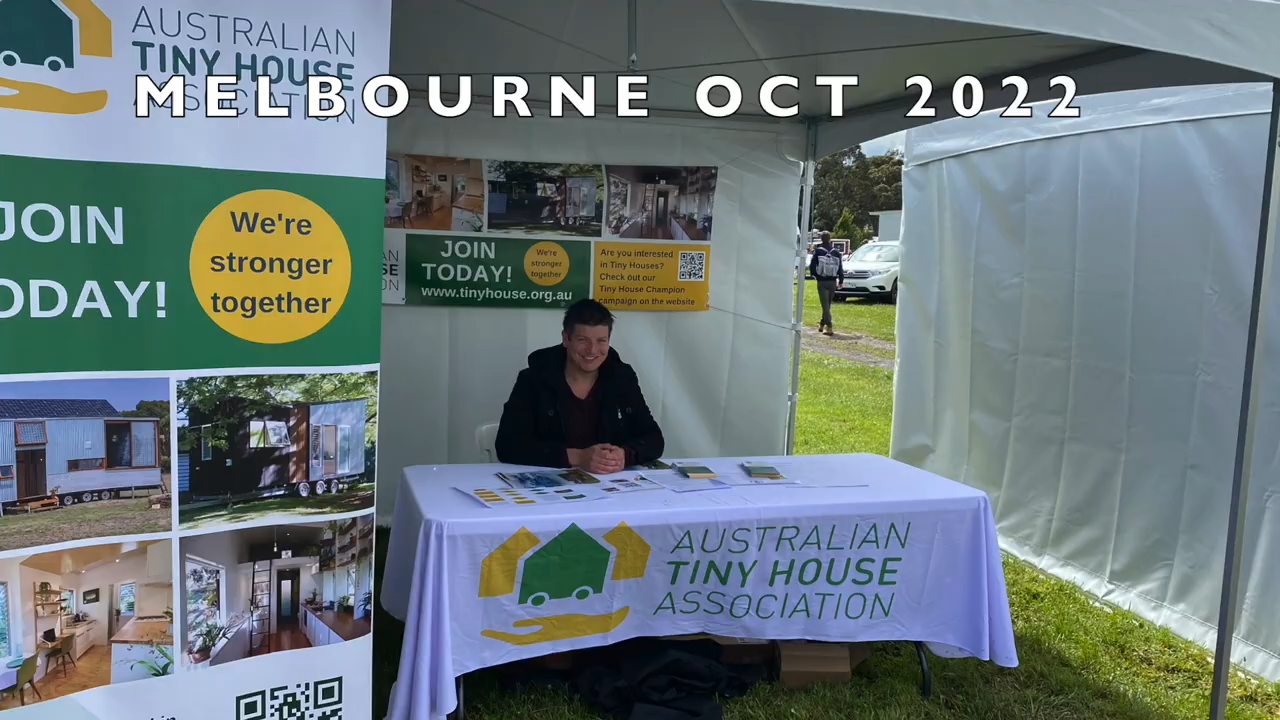 AUSTRALIAN
TINY HOUSE
MELBOURNE OCT 2022
JOIN
ODAY!
We're
stronger
together
JOIN
TODAY!
www.tinyhouse.org.au
We're
stronger
together
Are you interested
in Tiny Houses?
Check out our
Tiny House Champion
campaign on the website
AUSTRALIAN
TINY HOUSE
ASSOCIATION